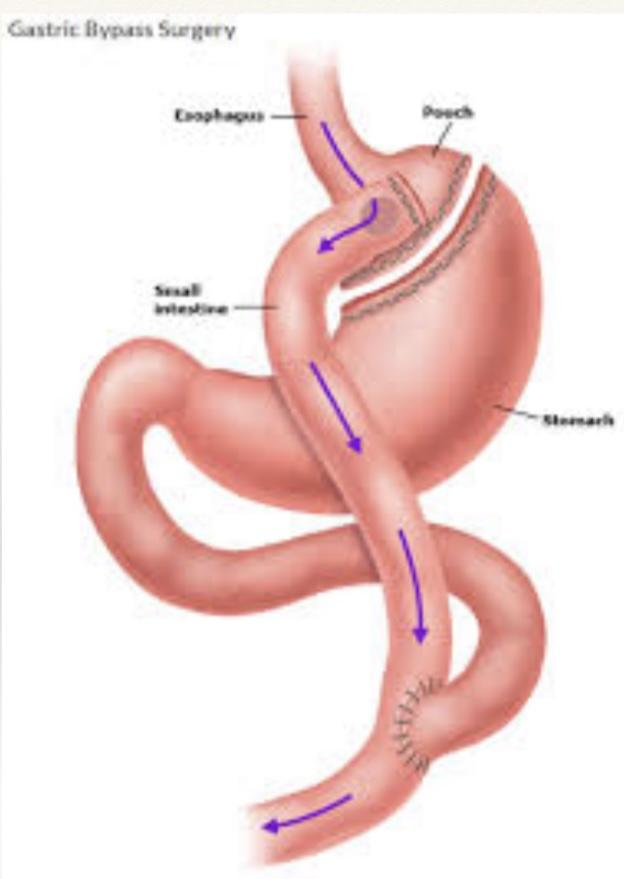 Gastric Bypass Surgery
Esophagus
Pouch
Small
intestine
Stomach